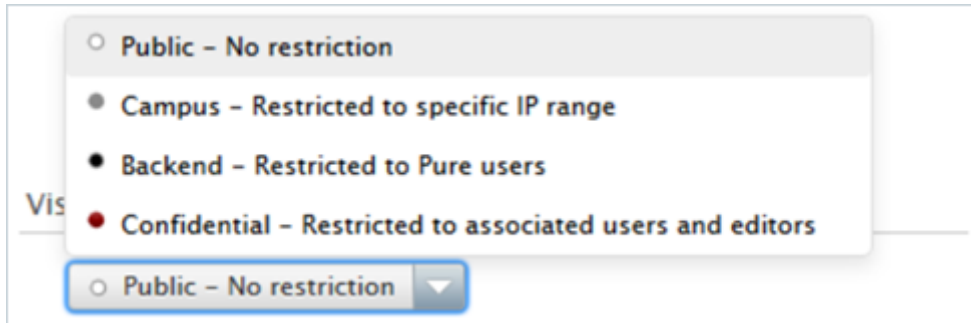 Public – No restriction
Campus – Restricted to specific IP range
Backend – Restricted to Pure users
Confidential – Restricted to associated users and editors
Vis
Public – No restriction